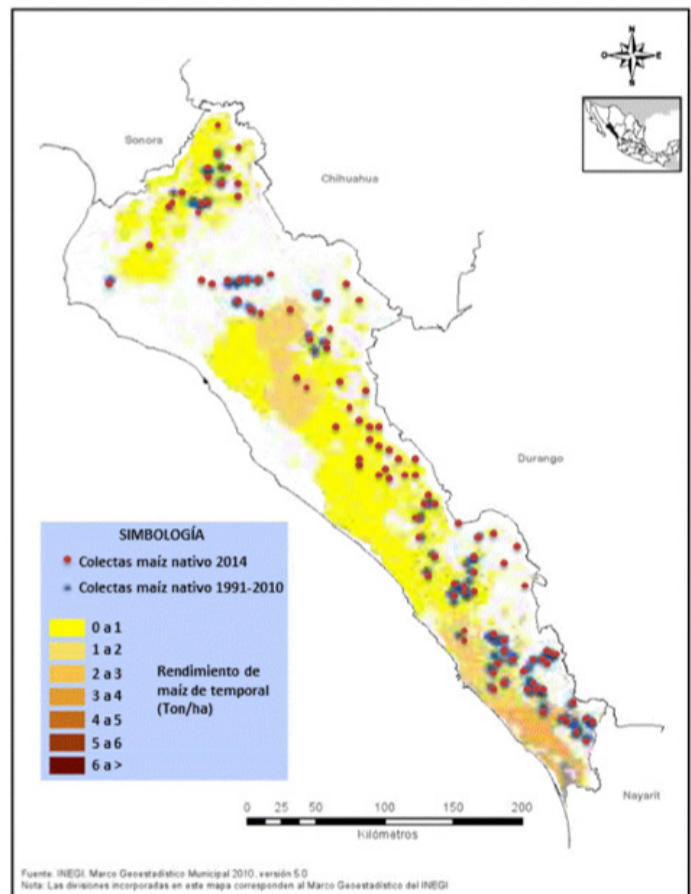 N
O
E
S
Sonora
Chihuahua
Durango
SIMBOLOGÍA
Colectas maíz nativo 2014
Colectas maíz nativo 1991-2010
0 a 1
1 a 2
2 a 3
3 a 4
4 a 5
5 a 6
6 a >
Rendimiento de
maíz de temporal
(Ton/ha)
Nayarit
0 25 50 100 150 200
Kilómetros
Fuente: INEGI. Marco Geoestadístico Municipal 2010, versión 5.0
Nota: Las divisiones incorporadas en este mapa corresponden al Marco Geoestadístico del INEGI